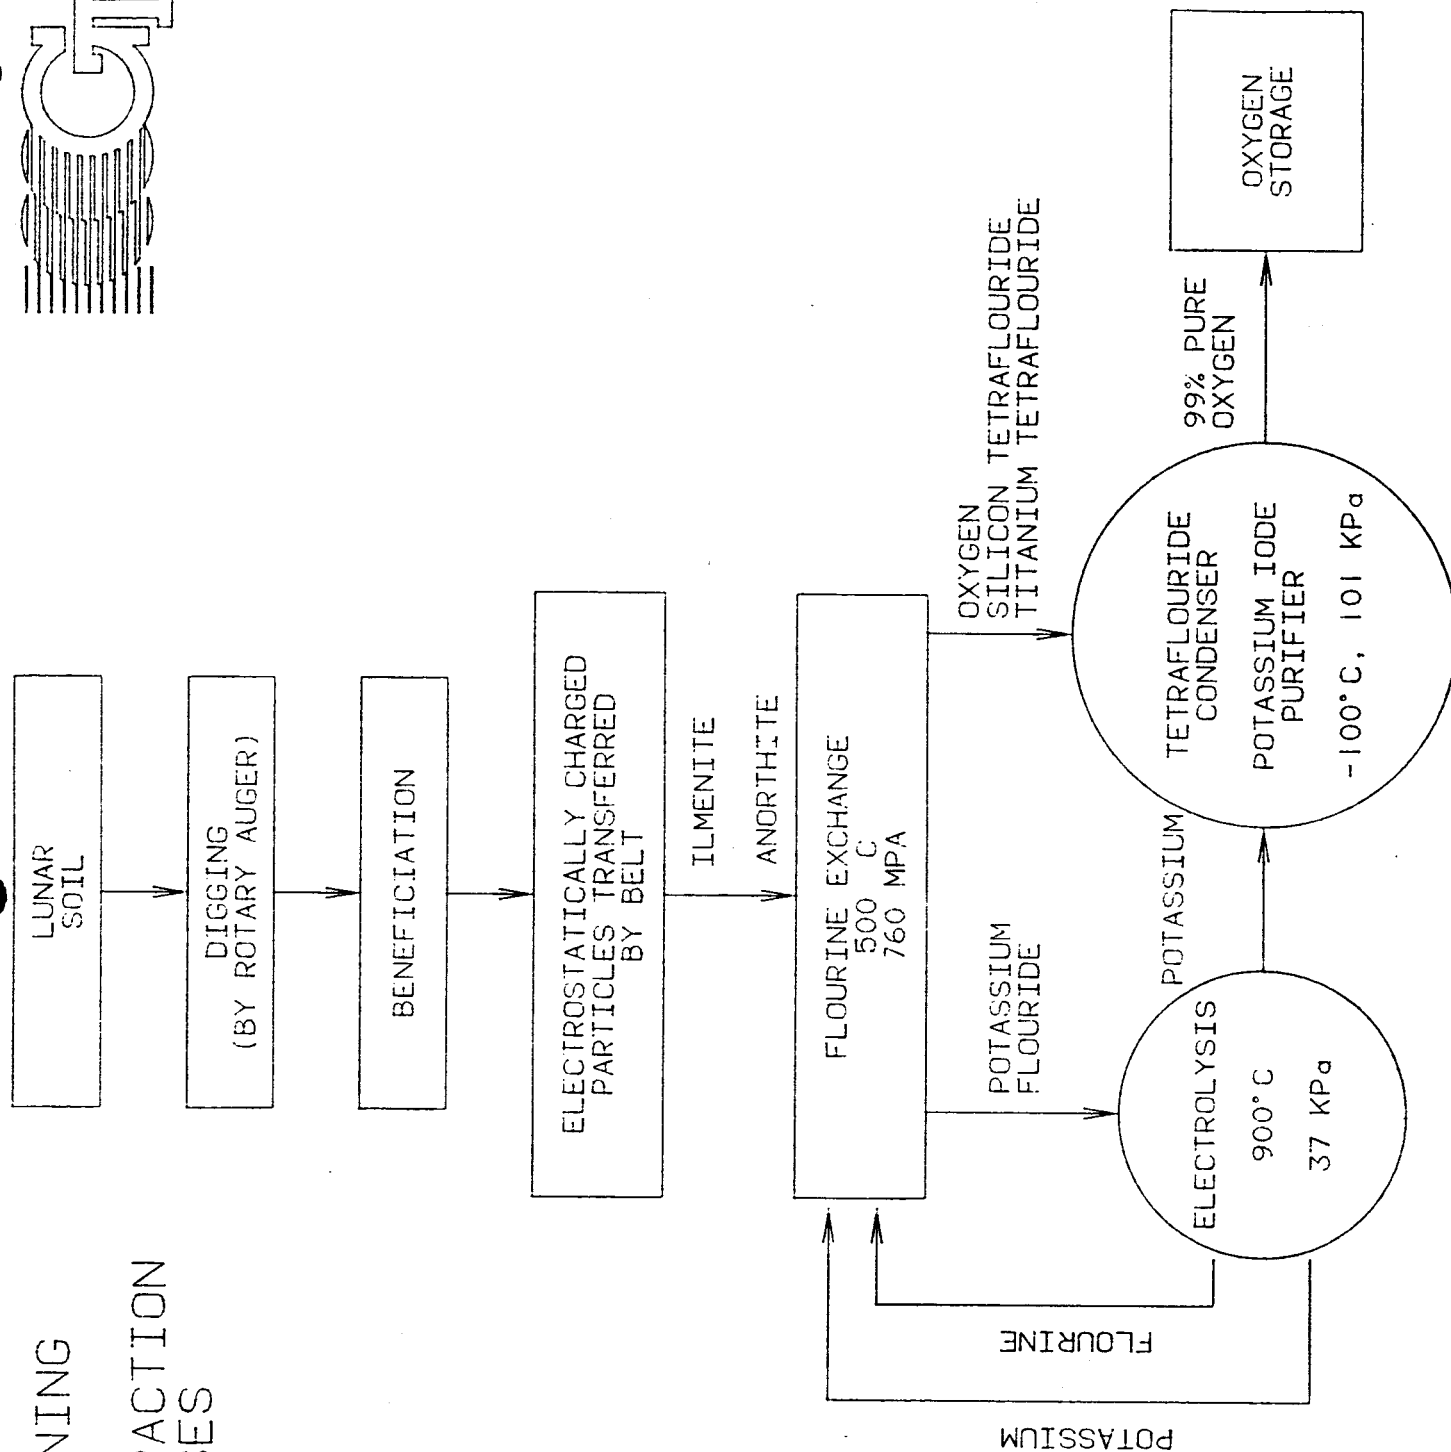 NING
ACTION
SES
LUNAR
SOIL
DIGGING
(BY ROTARY AUGER)
BENEFICIATION
ELECTROSTATICALLY CHARGED
PARTICLES TRANSFERRED
BY BELT
ILMENITE
ANORTHITE
FLOURINE EXCHANGE
500 C
760 MPA
POTASSIUM
FLOURIDE
OXYGEN
SILICON TETRAFLOURIDE
TITANIUM TETRAFLOURIDE
FLOURINE
POTASSIUM
ELECTROLYSIS
900°C
37 KPa
POTASSIUM
TETRAFLOURIDE
CONDENSER
POTASSIUM IODE
PURIFIER
-100°C, 101 KPa
99% PURE
OXYGEN
OXYGEN
STORAGE